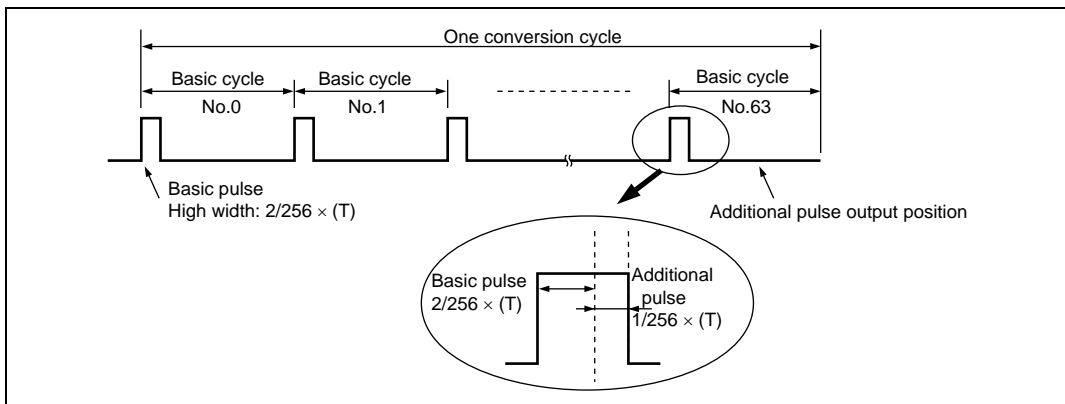 One conversion cycle
Basic cycle
No.0
Basic cycle
No.1
Basic cycle
No.63
Basic pulse
High width: 2/256 × (T)
Additional pulse output position
Basic pulse
2/256 × (T)
Additional
pulse
1/256 × (T)